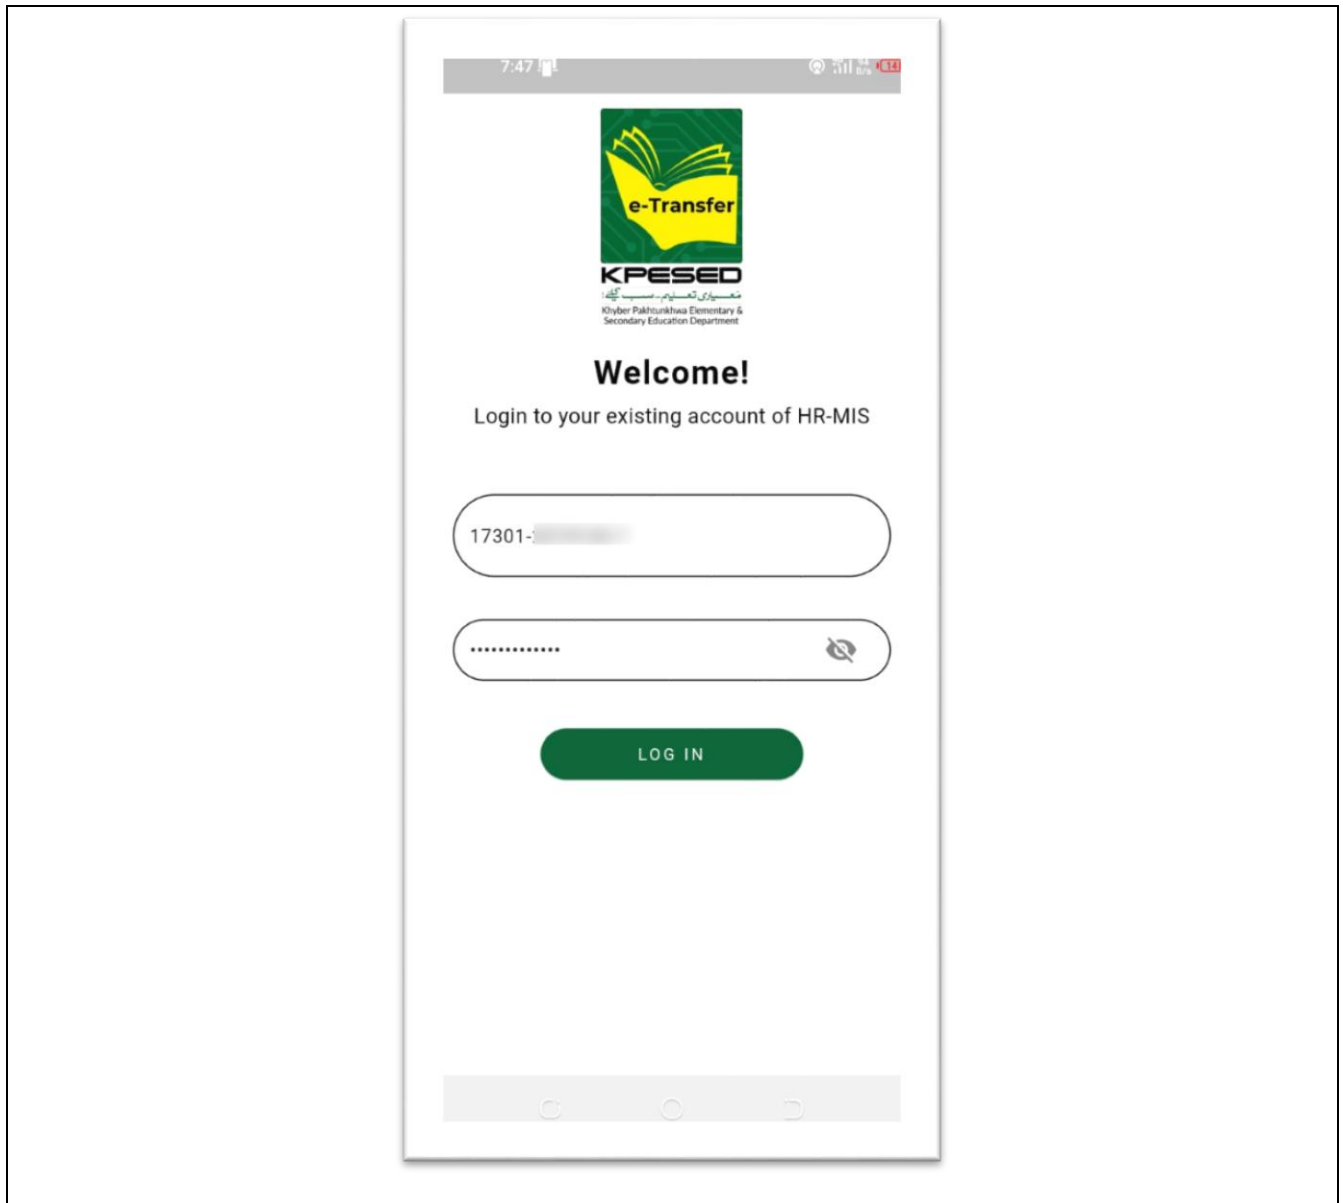 7:47
14
e-Transfer
KPESED
معیاری تعلیم۔سب کیلئے!
Khyber Pakhtunkhwa Elementary &
Secondary Education Department
Welcome!
Login to your existing account of HR-MIS
17301-
•••••••••••••
LOG IN